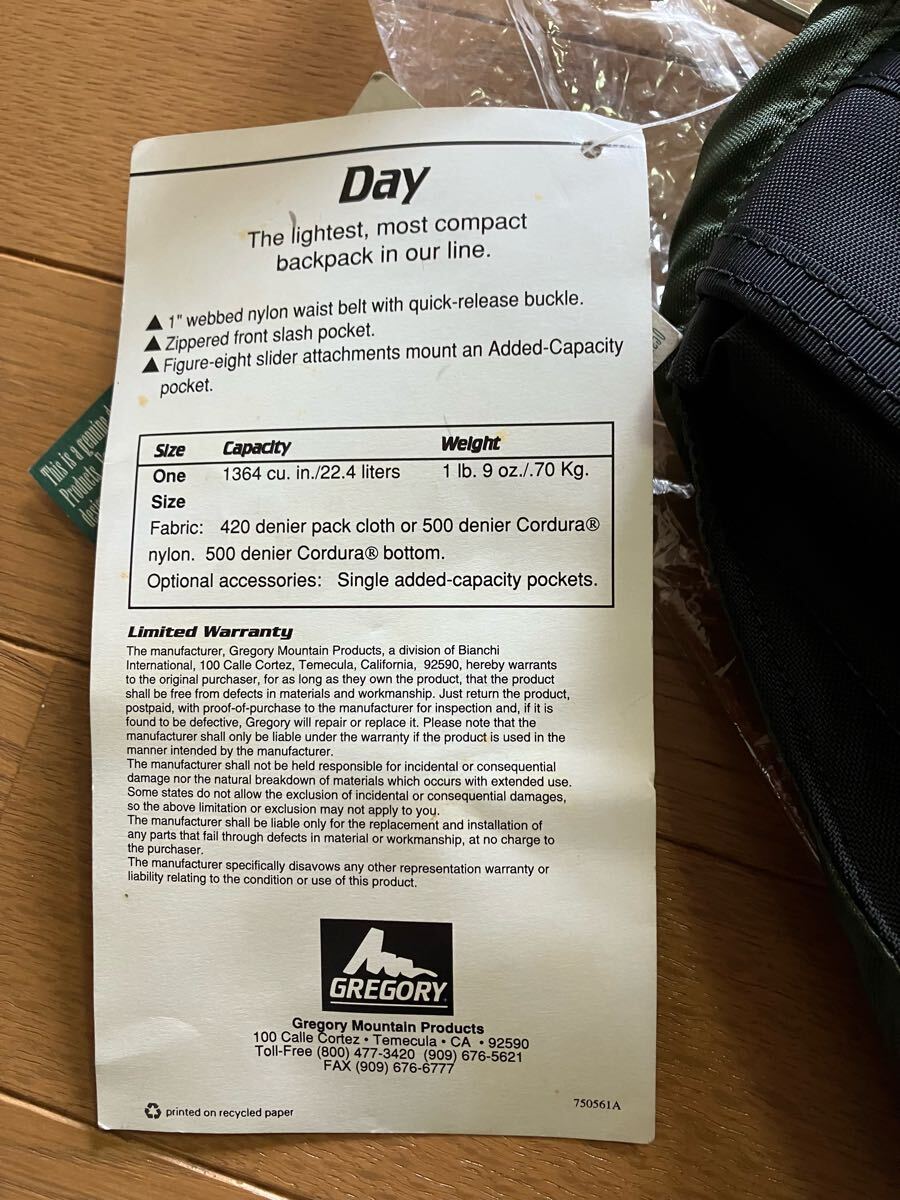 Day
The lightest, most compact
backpack in our line.
▲ 1" webbed nylon waist belt with quick-release buckle.
▲ Zippered front slash pocket.
▲ Figure-eight slider attachments mount an Added-Capacity
pocket.
Size Capacity Weight
One 1364 cu. in./22.4 liters 1 lb. 9 oz./.70 Kg.
Size
Fabric: 420 denier pack cloth or 500 denier Cordura®
nylon. 500 denier Cordura® bottom.
Optional accessories: Single added-capacity pockets.
Limited Warranty
The manufacturer, Gregory Mountain Products, a division of Bianchi
International, 100 Calle Cortez, Temecula, California, 92590, hereby warrants
to the original purchaser, for as long as they own the product, that the product
shall be free from defects in materials and workmanship. Just return the product,
postpaid, with proof-of-purchase to the manufacturer for inspection and, if it is
found to be defective, Gregory will repair or replace it. Please note that the
manufacturer shall only be liable under the warranty if the product is used in the
manner intended by the manufacturer.
The manufacturer shall not be held responsible for incidental or consequential
damage nor the natural breakdown of materials which occurs with extended use.
Some states do not allow the exclusion of incidental or consequential damages,
so the above limitation or exclusion may not apply to you.
The manufacturer shall be liable only for the replacement and installation of
any parts that fail through defects in material or workmanship, at no charge to
the purchaser.
The manufacturer specifically disavows any other representation warranty or
liability relating to the condition or use of this product.
GREGORY
Gregory Mountain Products
100 Calle Cortez • Temecula • CA • 92590
Toll-Free (800) 477-3420 (909) 676-5621
FAX (909) 676-6777
printed on recycled paper
750561A
This is a genuine
Products